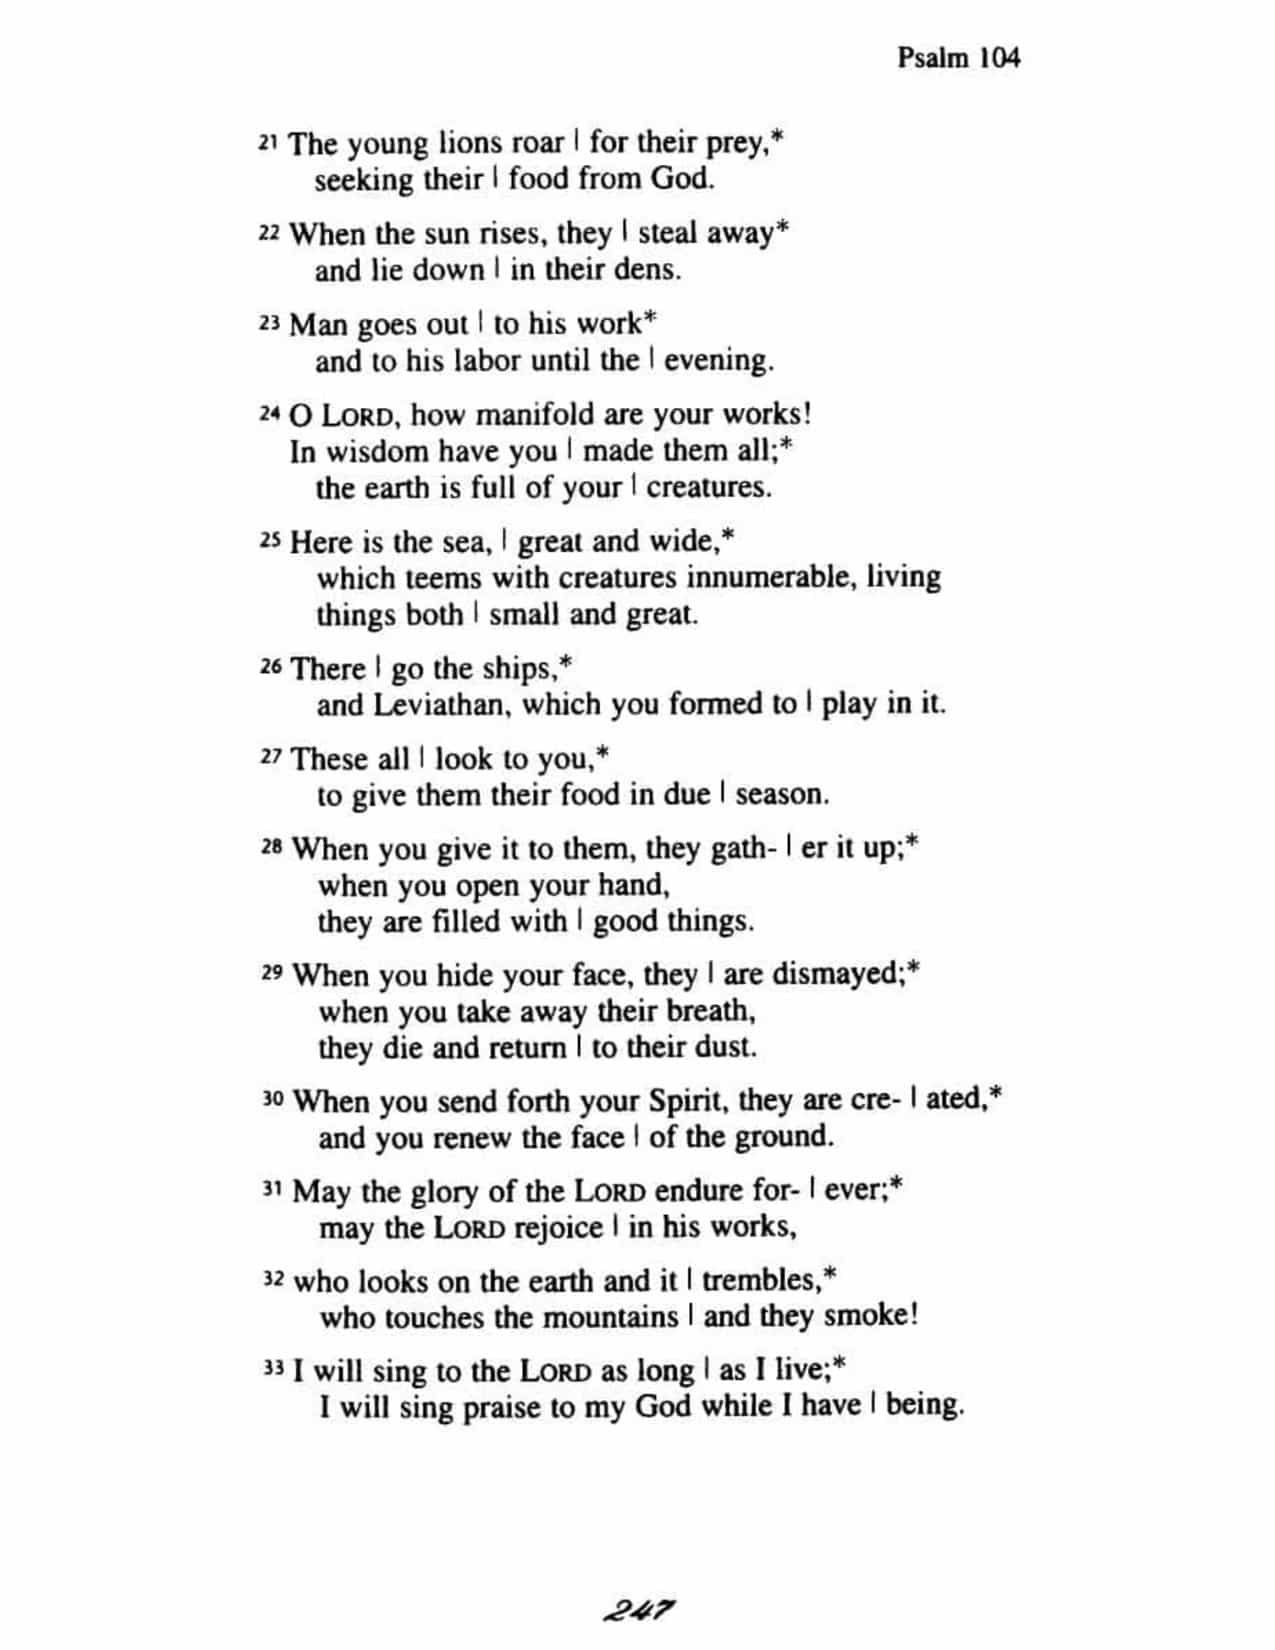 Psalm 104
21 The young lions roar | for their prey,*
seeking their | food from God.
22 When the sun rises, they | steal away*
and lie down | in their dens.
23 Man goes out | to his work*
and to his labor until the | evening.
24 O LORD, how manifold are your works!
In wisdom have you | made them all;*
the earth is full of your | creatures.
25 Here is the sea, | great and wide,*
which teems with creatures innumerable, living
things both | small and great.
26 There | go the ships,*
and Leviathan, which you formed to | play in it.
27 These all | look to you,*
to give them their food in due | season.
28 When you give it to them, they gath- | er it up;*
when you open your hand,
they are filled with | good things.
29 When you hide your face, they | are dismayed;*
when you take away their breath,
they die and return | to their dust.
30 When you send forth your Spirit, they are cre- | ated,*
and you renew the face | of the ground.
31 May the glory of the LORD endure for- | ever;*
may the LORD rejoice | in his works,
32 who looks on the earth and it | trembles,*
who touches the mountains | and they smoke!
33 I will sing to the LORD as long | as I live;*
I will sing praise to my God while I have | being.
247